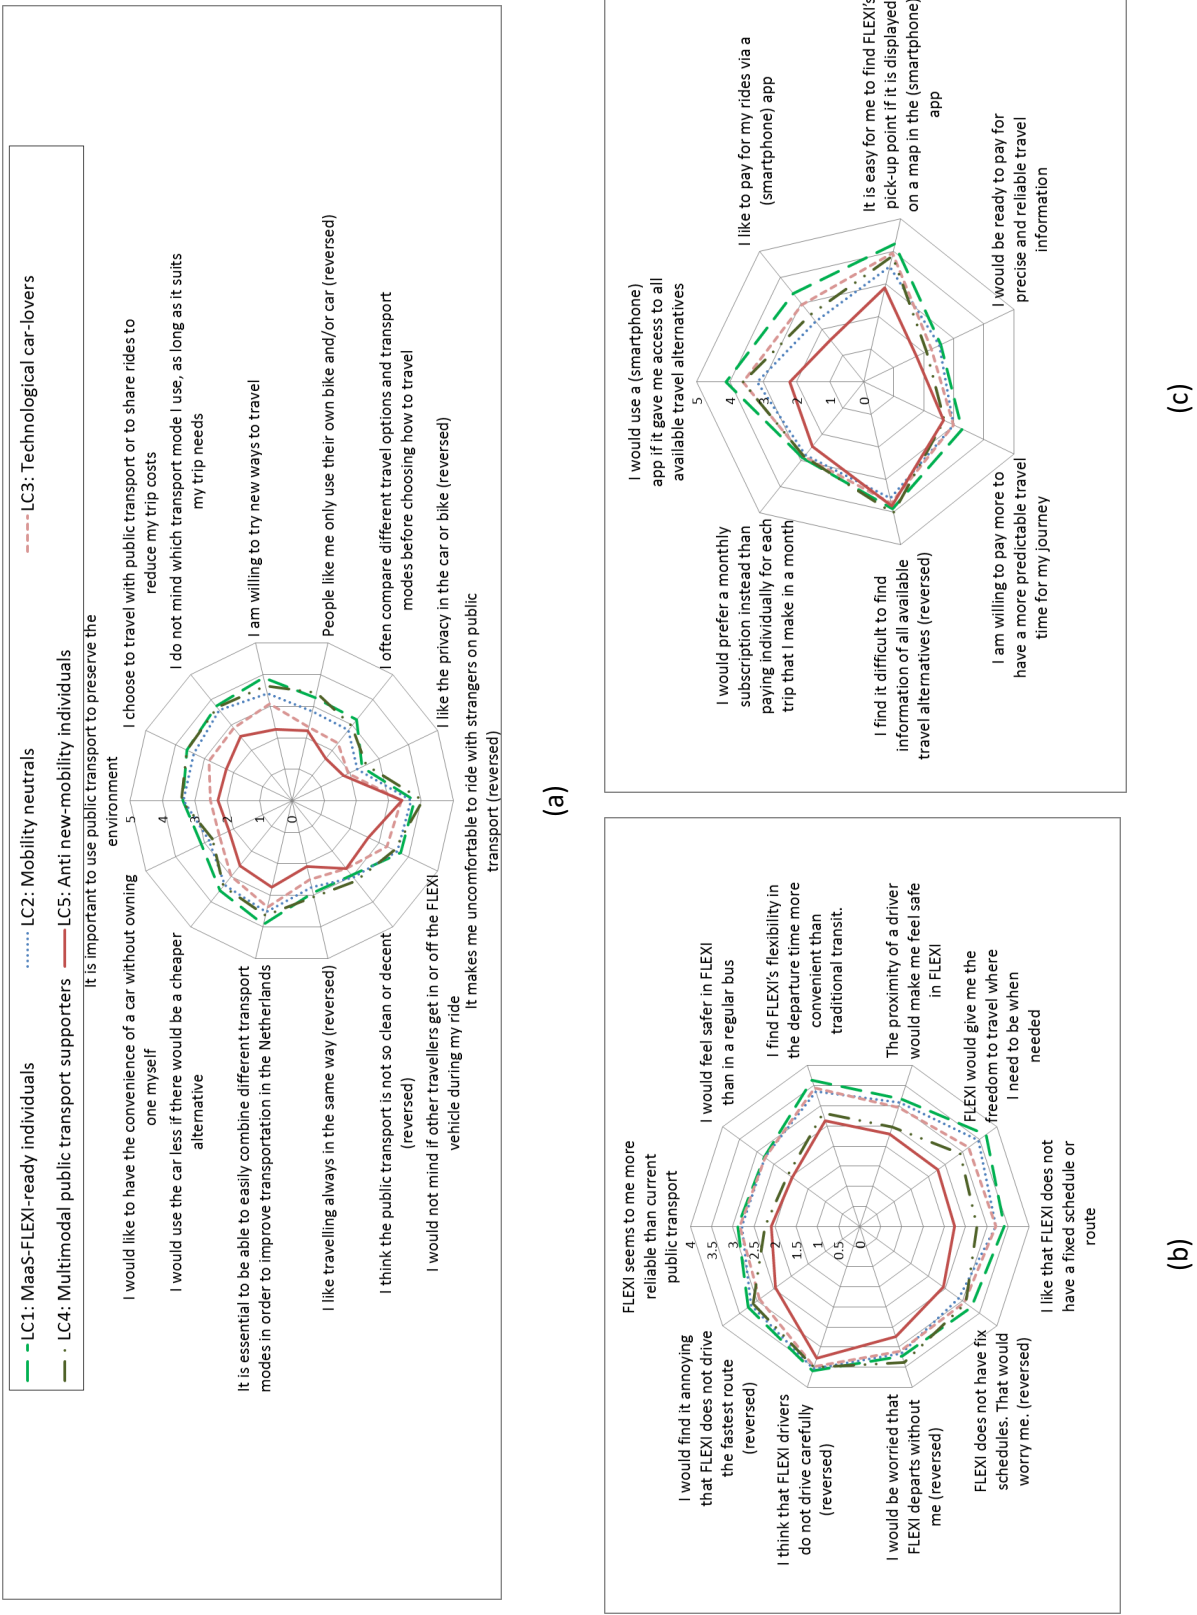 LC1: MaaS-FLEXI-ready individuals
LC2: Mobility neutrals
LC3: Technological car-lovers
LC4: Multimodal public transport supporters
LC5: Anti new-mobility individuals
It is important to use public transport to preserve the
environment
I choose to travel with public transport or to share rides to
reduce my trip costs
I do not mind which transport mode I use, as long as it suits
my trip needs
I am willing to try new ways to travel
People like me only use their own bike and/or car (reversed)
I often compare different travel options and transport
modes before choosing how to travel
I like the privacy in the car or bike (reversed)
It makes me uncomfortable to ride with strangers on public
transport (reversed)
I would not mind if other travellers get in or off the FLEXI
vehicle during my ride
I think the public transport is not so clean or decent
(reversed)
I like travelling always in the same way (reversed)
It is essential to be able to easily combine different transport
modes in order to improve transportation in the Netherlands
I would use the car less if there would be a cheaper
alternative
I would like to have the convenience of a car without owning
one myself
5
4
3
2
1
0
(a)
FLEXI seems to me more
reliable than current
public transport
I would feel safer in FLEXI
than in a regular bus
I find FLEXI's flexibility in
the departure time more
convenient than
traditional transit.
The proximity of a driver
would make me feel safe
in FLEXI
FLEXI would give me the
freedom to travel where
I need to be when
needed
I like that FLEXI does not
have a fixed schedule or
route
FLEXI does not have fix
schedules. That would
worry me. (reversed)
I would be worried that
FLEXI departs without
me (reversed)
I think that FLEXI drivers
do not drive carefully
(reversed)
I would find it annoying
that FLEXI does not drive
the fastest route
(reversed)
4
3.5
3
2.5
2
1.5
1
0.5
0
(b)
I would use a (smartphone)
app if it gave me access to all
available travel alternatives
I like to pay for my rides via a
(smartphone) app
It is easy for me to find FLEXI's
pick-up point if it is displayed
on a map in the (smartphone)
app
I would be ready to pay for
precise and reliable travel
information
I am willing to pay more to
have a more predictable travel
time for my journey
I find it difficult to find
information of all available
travel alternatives (reversed)
I would prefer a monthly
subscription instead than
paying individually for each
trip that I make in a month
5
4
3
2
1
0
(c)